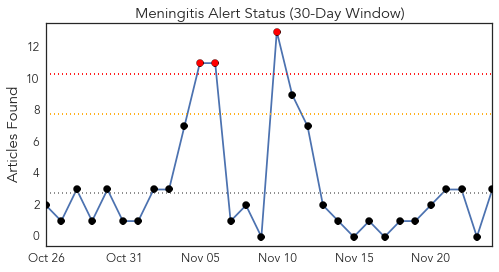 Meningitis Alert Status (30-Day Window)
Articles Found
12
10
8
6
4
2
0
Oct 26 Oct 31 Nov 05 Nov 10 Nov 15 Nov 20